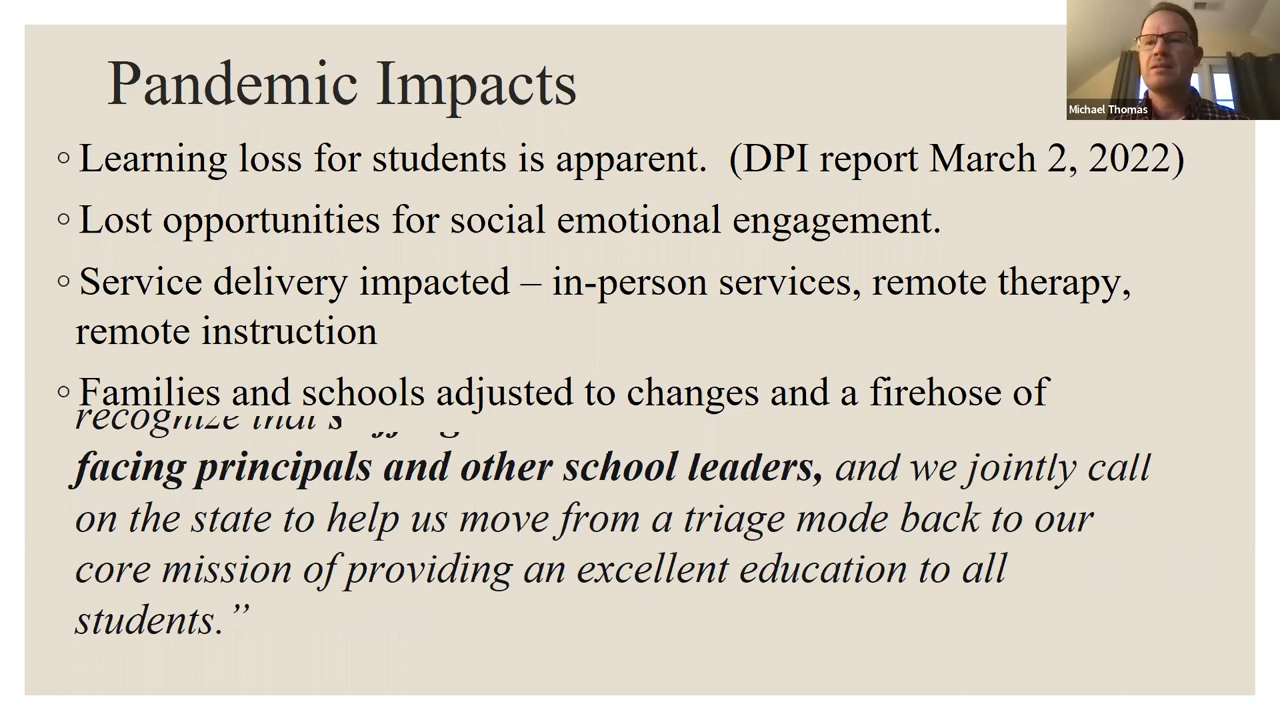 Pandemic Impacts
Michael Thomas
◦ Learning loss for students is apparent.  (DPI report March 2, 2022)
◦ Lost opportunities for social emotional engagement.
◦ Service delivery impacted – in-person services, remote therapy,
remote instruction
◦ Families and schools adjusted to changes and a firehose of
recognize that
facing principals and other school leaders, and we jointly call
on the state to help us move from a triage mode back to our
core mission of providing an excellent education to all
students.”